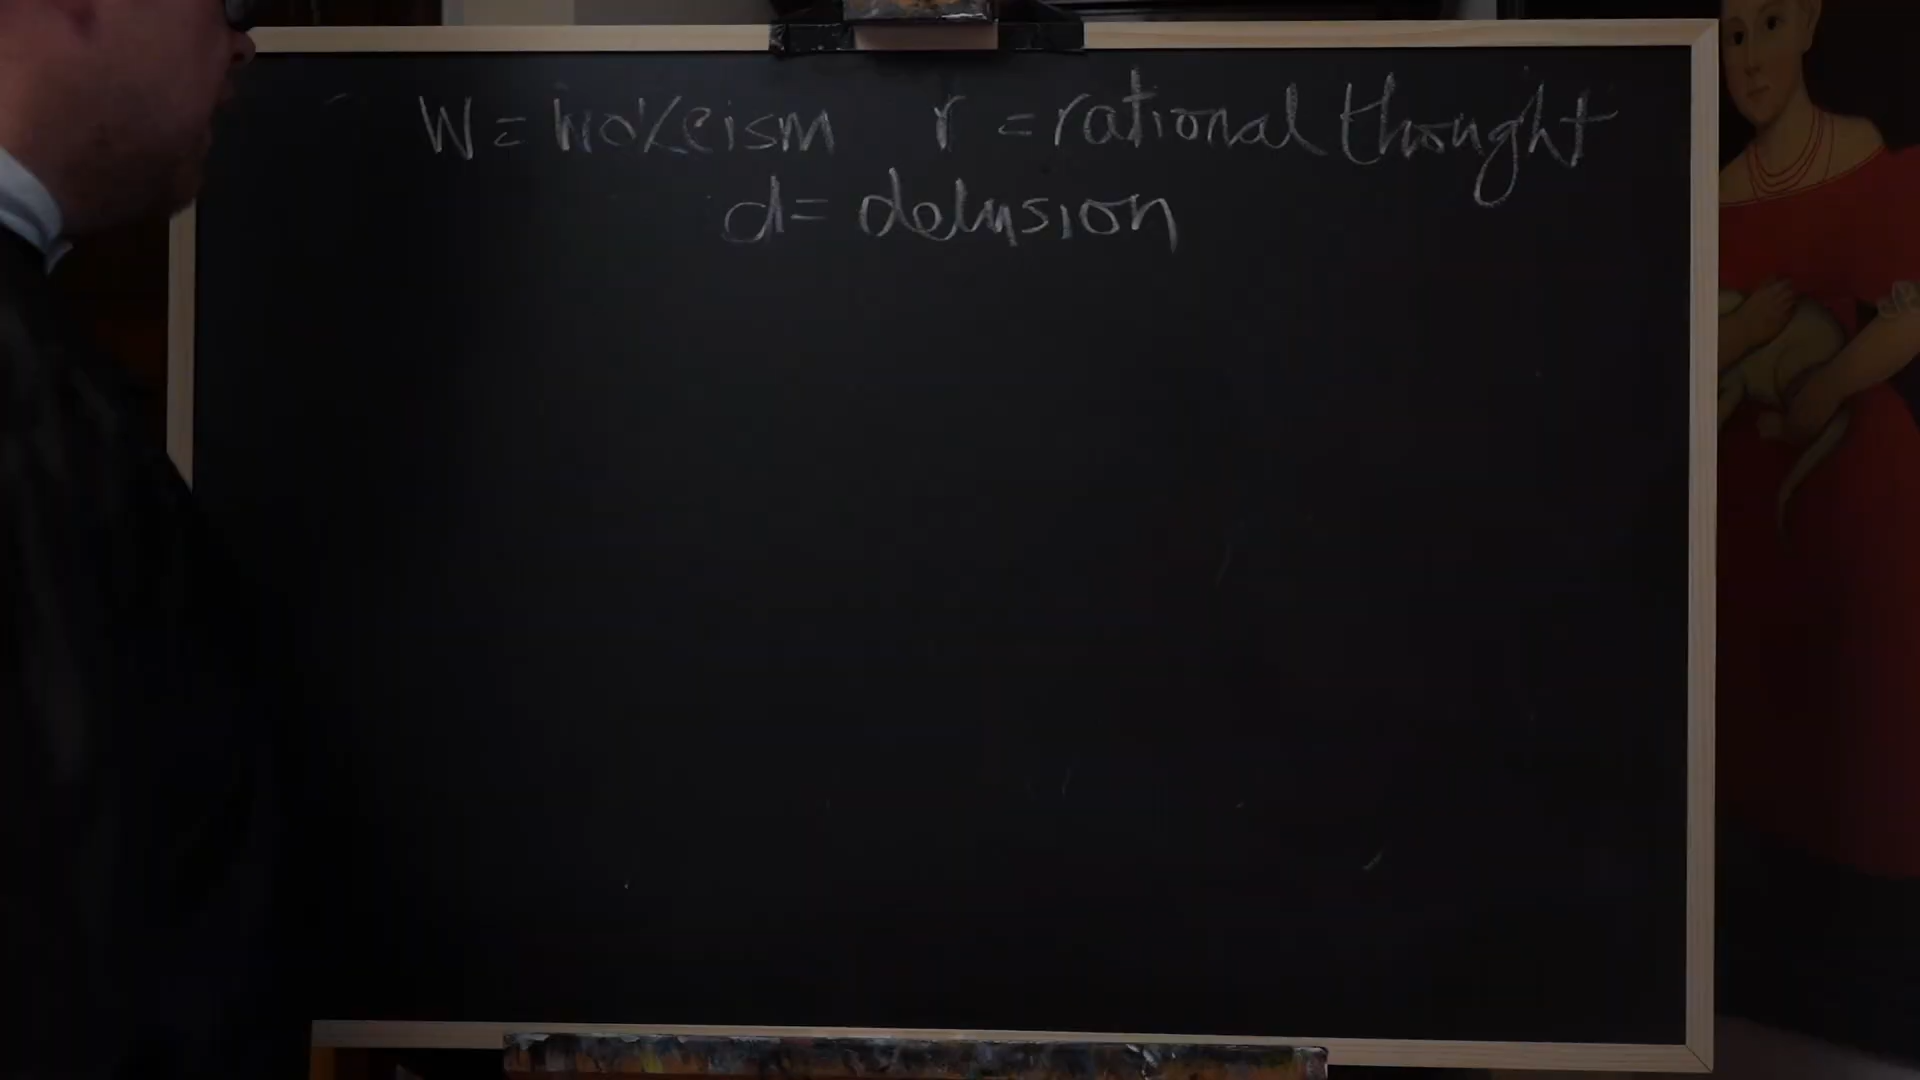 W = wokeism r = rational thought
d = delusion